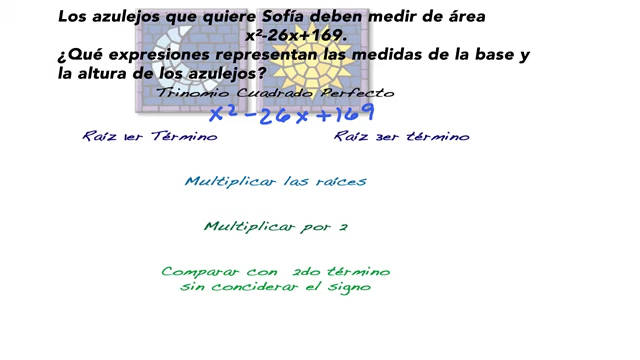 Los azulejos que quiere Sofía deben medir de área
x²-26x+169.
¿Qué expresiones representan las medidas de la base y
la altura de los azulejos?
Trinomio Cuadrado Perfecto
x² - 26x + 169
Raíz 1er Término Raíz 3er término
Multiplicar las raíces
Multiplicar por 2
Comparar con 2do término
sin conciderar el signo